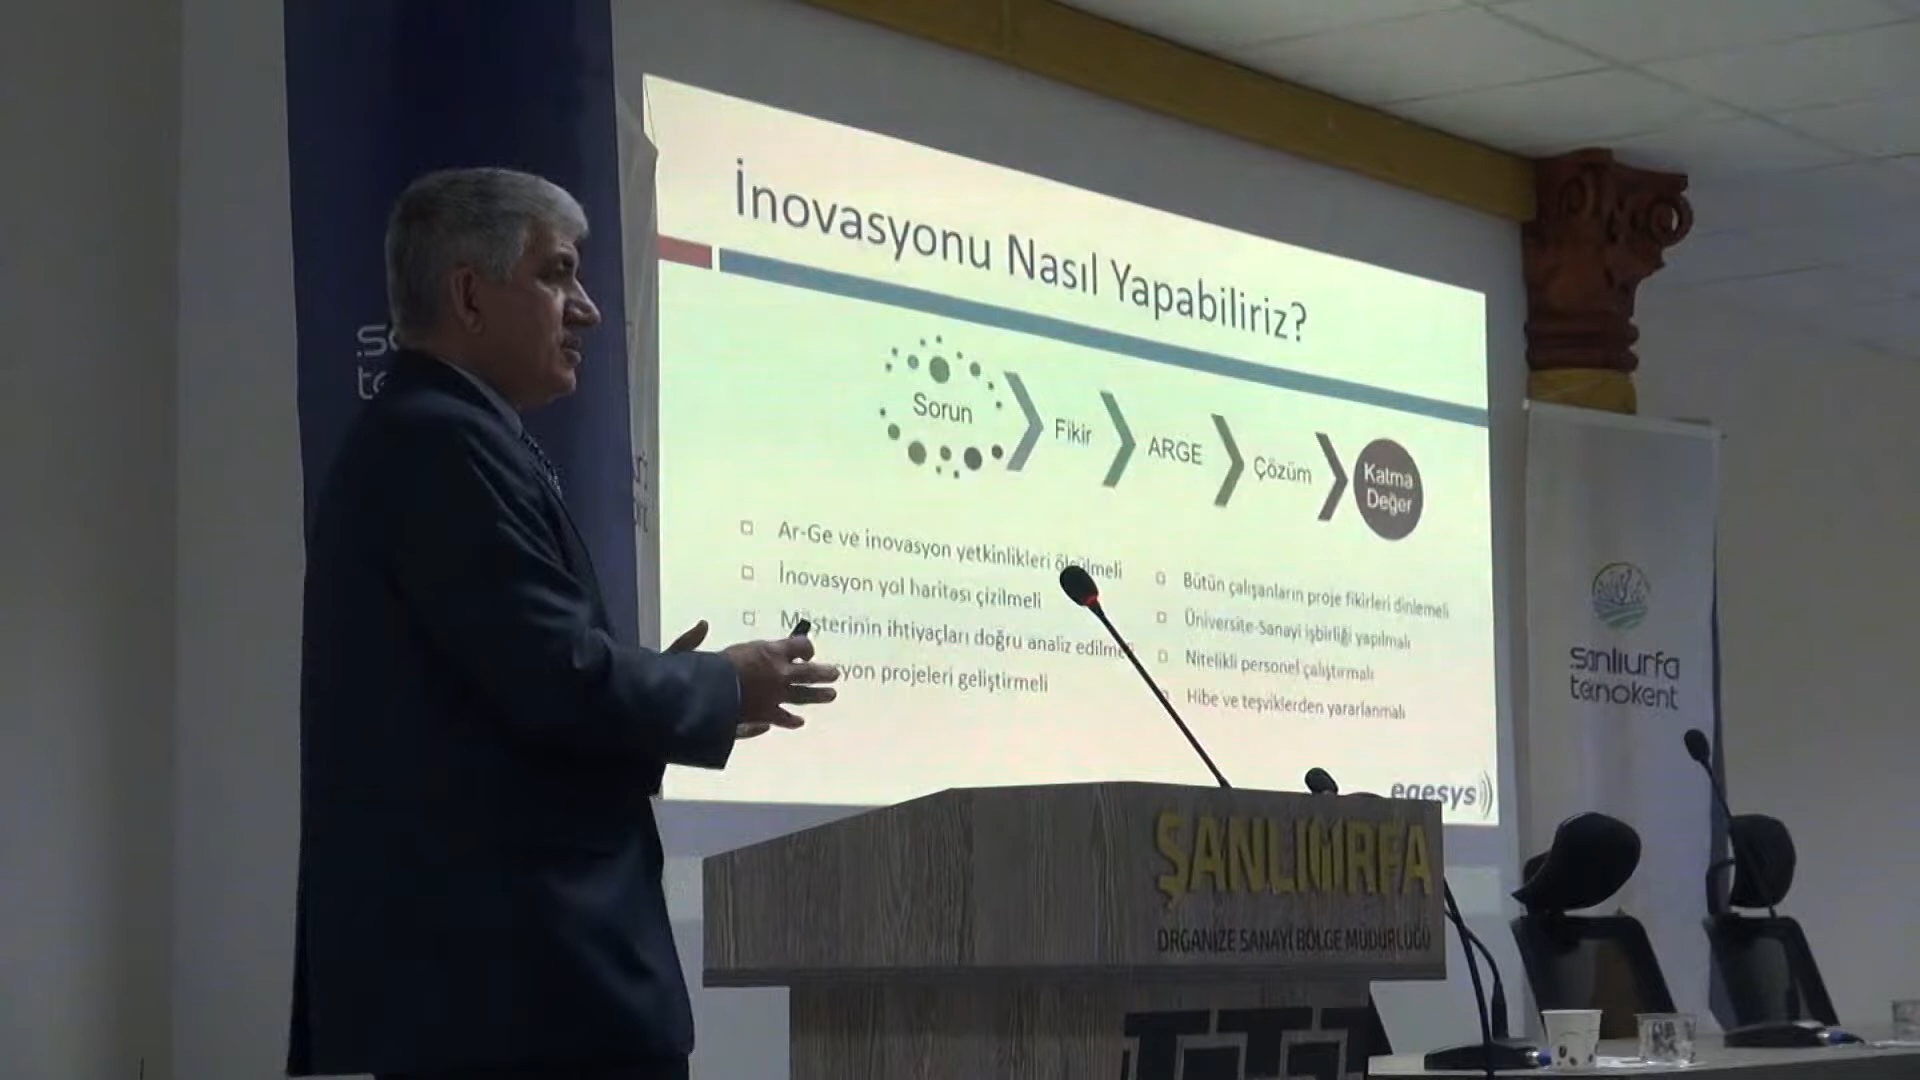 İnovasyonu Nasıl Yapabiliriz?
Sorun
Fikir
ARGE
Çözüm
Katma
Değer
Ar-Ge ve inovasyon yetkinlikleri ölçülmeli
İnovasyon yol haritası çizilmeli
Müşterinin ihtiyaçları doğru analiz edilmeli
projeleri geliştirmeli
Bütün çalışanların proje fikirleri dinlemeli
Üniversite-Sanayi işbirliği yapılmalı
Nitelikli personel çalıştırmalı
Hibe ve teşviklerden yararlanmalı
egesys
şanlıurfa
teknokent
ŞANLIURFA
ORGANİZE SANAYİ BÖLGE MÜDÜRLÜĞÜ